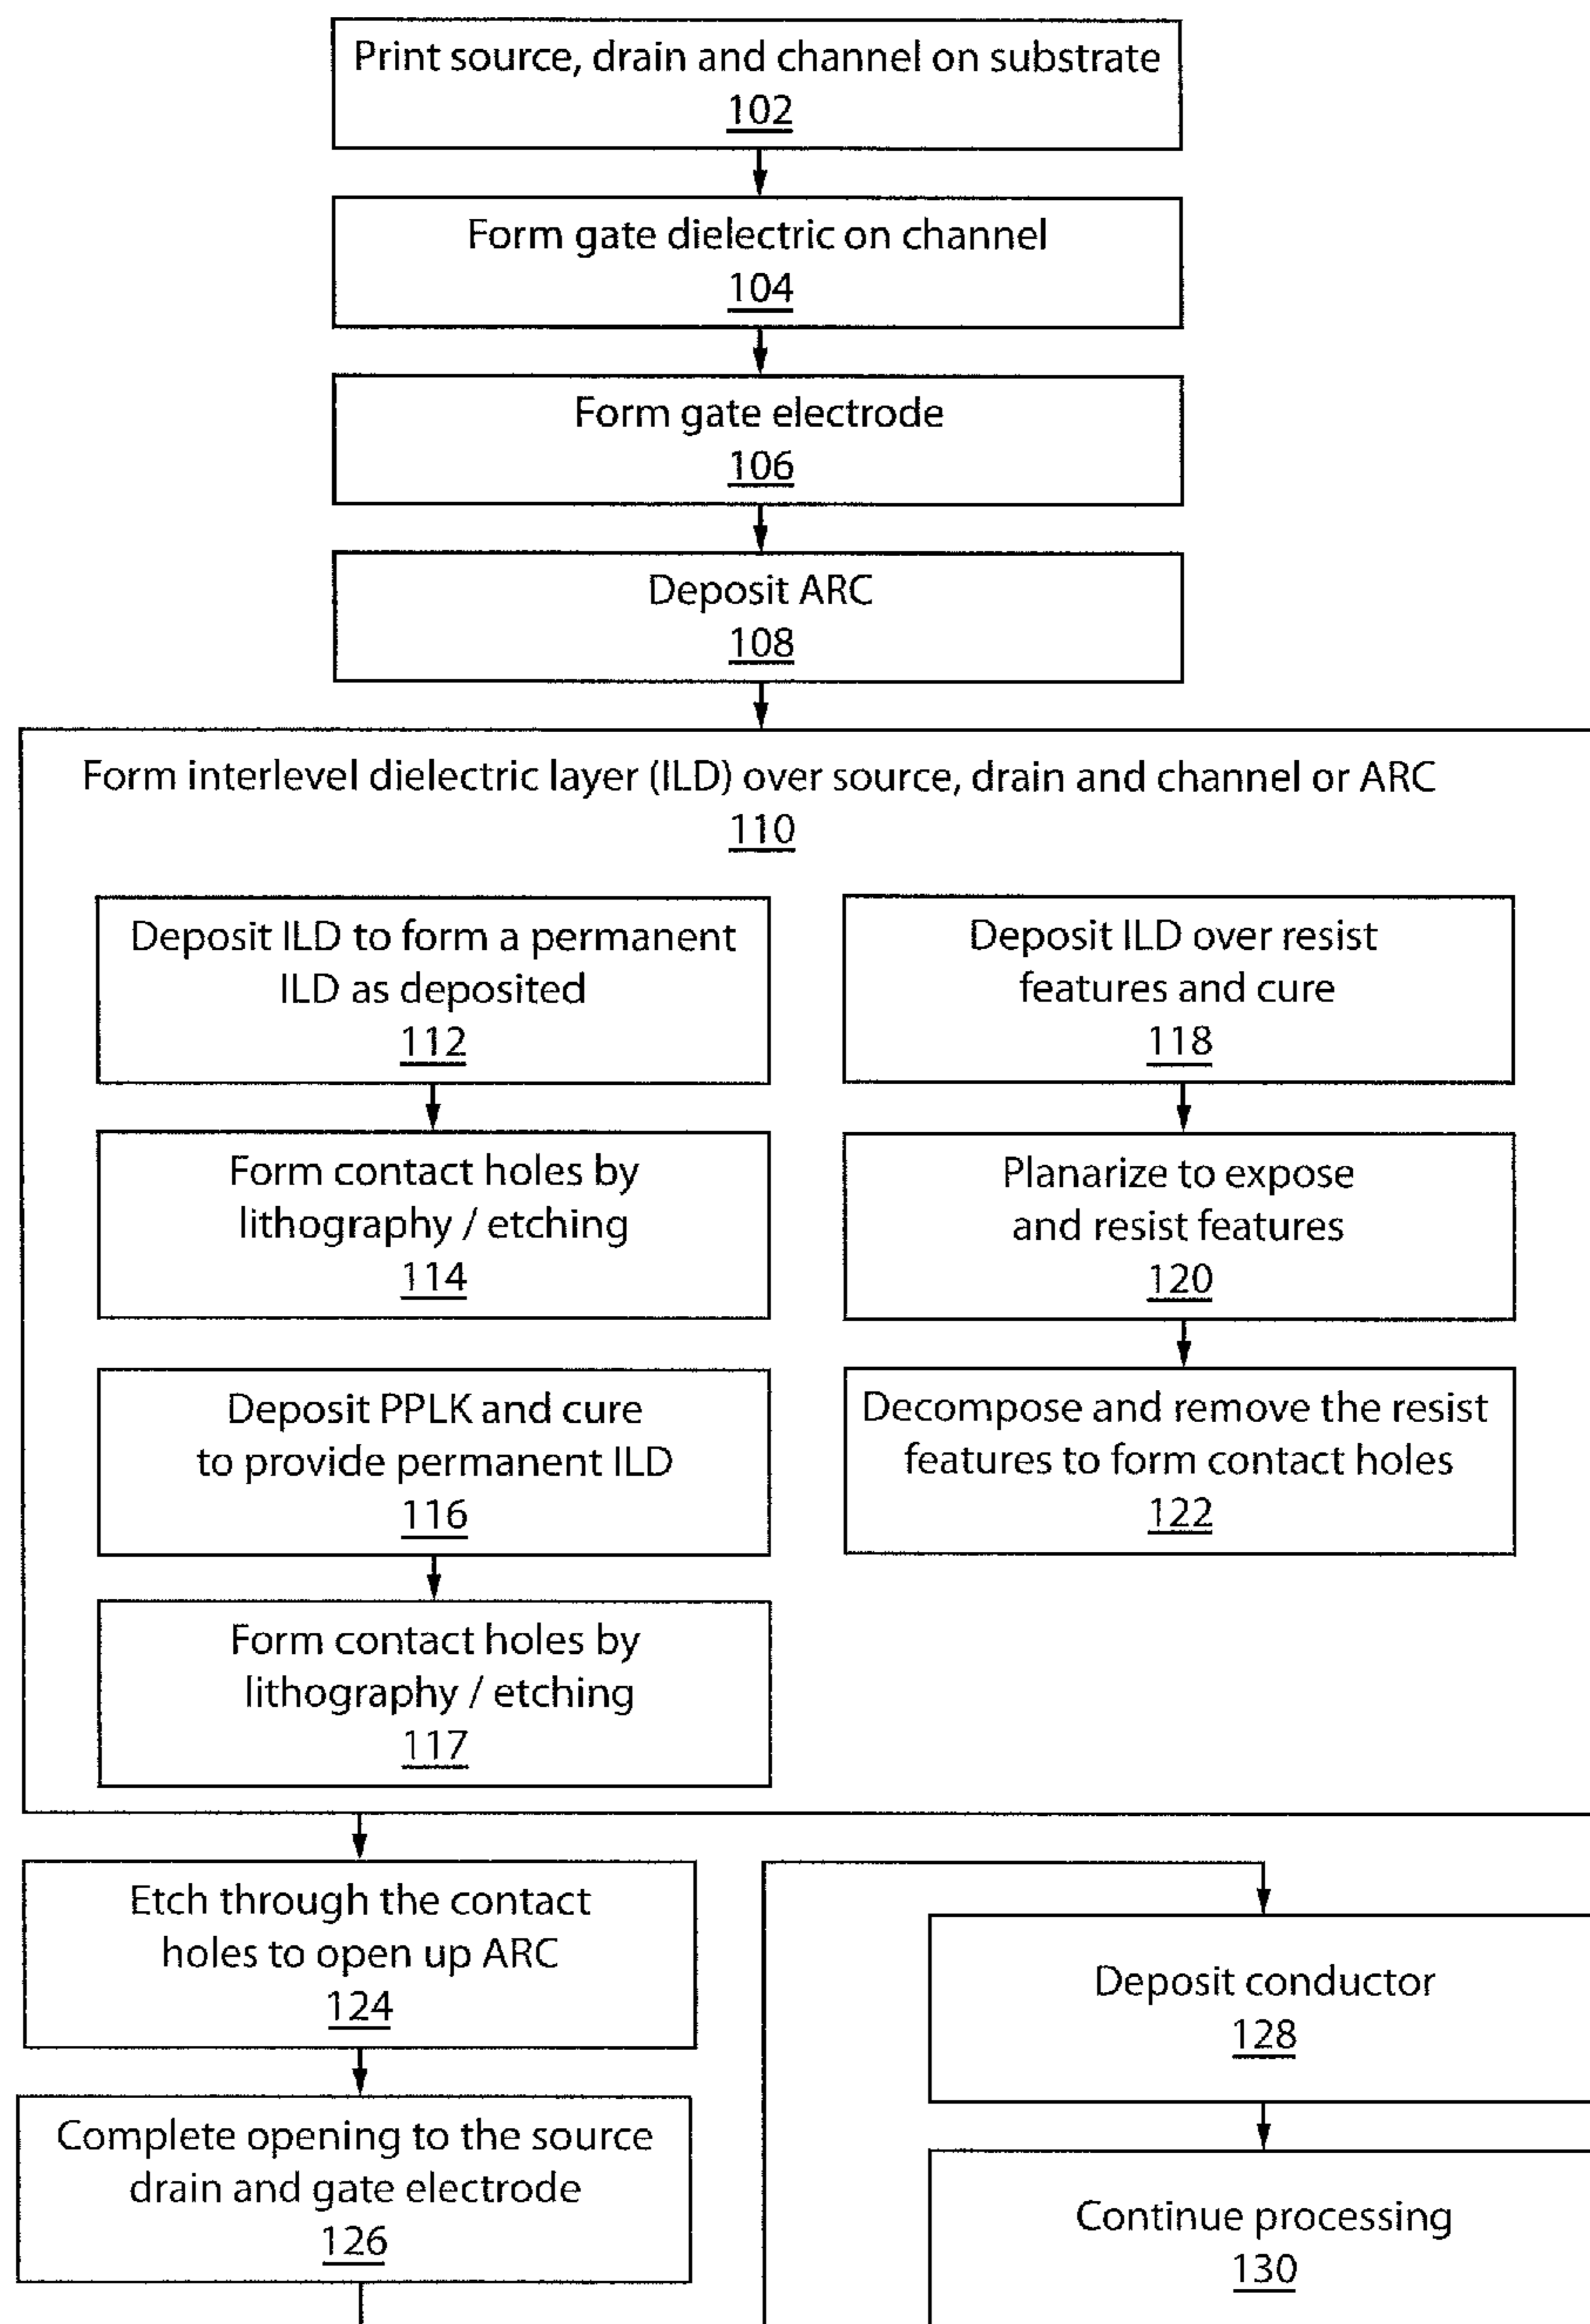 Print source, drain and channel on substrate
102
Form gate dielectric on channel
104
Form gate electrode
106
Deposit ARC
108
Form interlevel dielectric layer (ILD) over source, drain and channel or ARC
110
Deposit ILD to form a permanent
ILD as deposited
112
Form contact holes by
lithography / etching
114
Deposit PPLK and cure
to provide permanent ILD
116
Form contact holes by
lithography / etching
117
Deposit ILD over resist
features and cure
118
Planarize to expose
and resist features
120
Decompose and remove the resist
features to form contact holes
122
Etch through the contact
holes to open up ARC
124
Complete opening to the source
drain and gate electrode
126
Deposit conductor
128
Continue processing
130